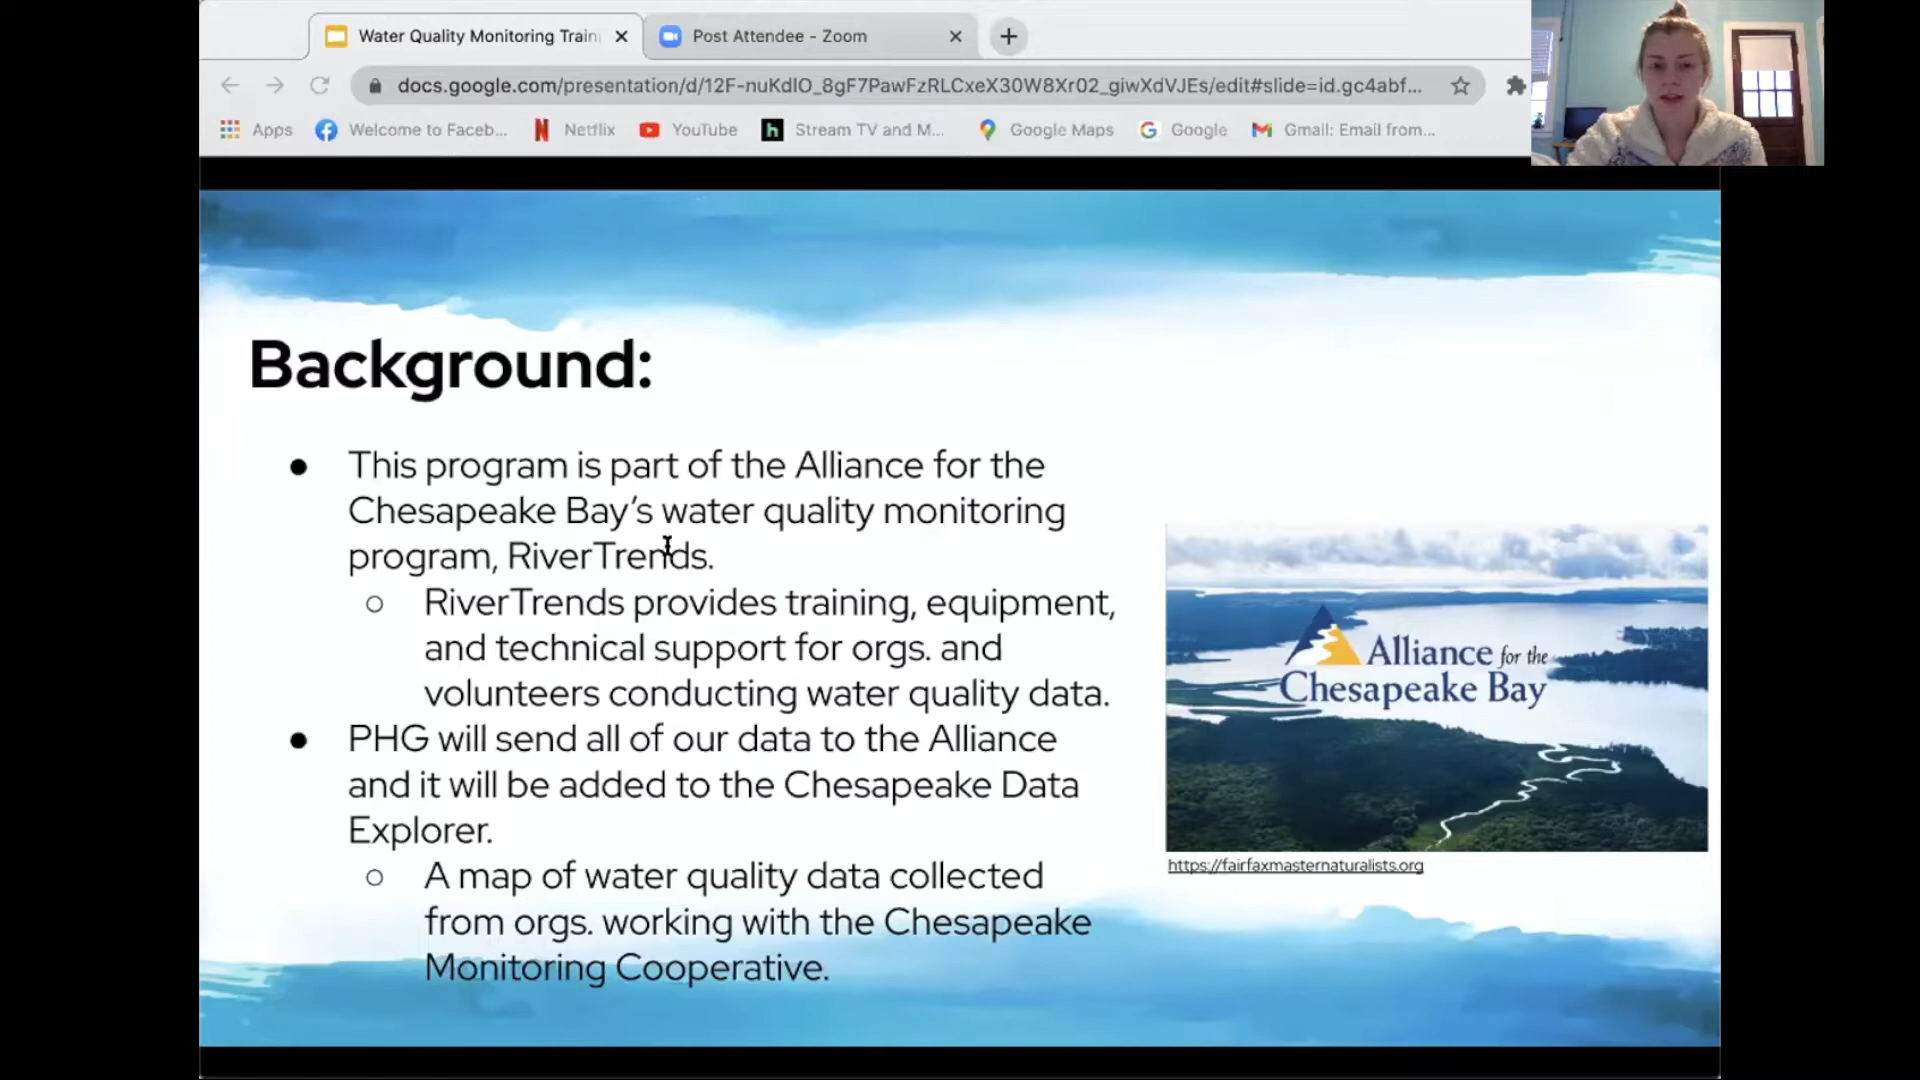 Water Quality Monitoring Train
Post Attendee - Zoom
docs.google.com/presentation/d/12F-nuKdIO_8gF7PawFzRLCxeX30W8Xr02_giwXdVJEs/edit#slide=id.gc4abf...
Apps
Welcome to Faceb...
Netflix
YouTube
Stream TV and M...
Google Maps
Google
Gmail: Email from...
Background:
● This program is part of the Alliance for the
Chesapeake Bay’s water quality monitoring
program, RiverTrends.
○ RiverTrends provides training, equipment,
and technical support for orgs. and
volunteers conducting water quality data.
● PHG will send all of our data to the Alliance
and it will be added to the Chesapeake Data
Explorer.
○ A map of water quality data collected
from orgs. working with the Chesapeake
Monitoring Cooperative.
Alliance for the
Chesapeake Bay
https://fairfaxmasternaturalists.org